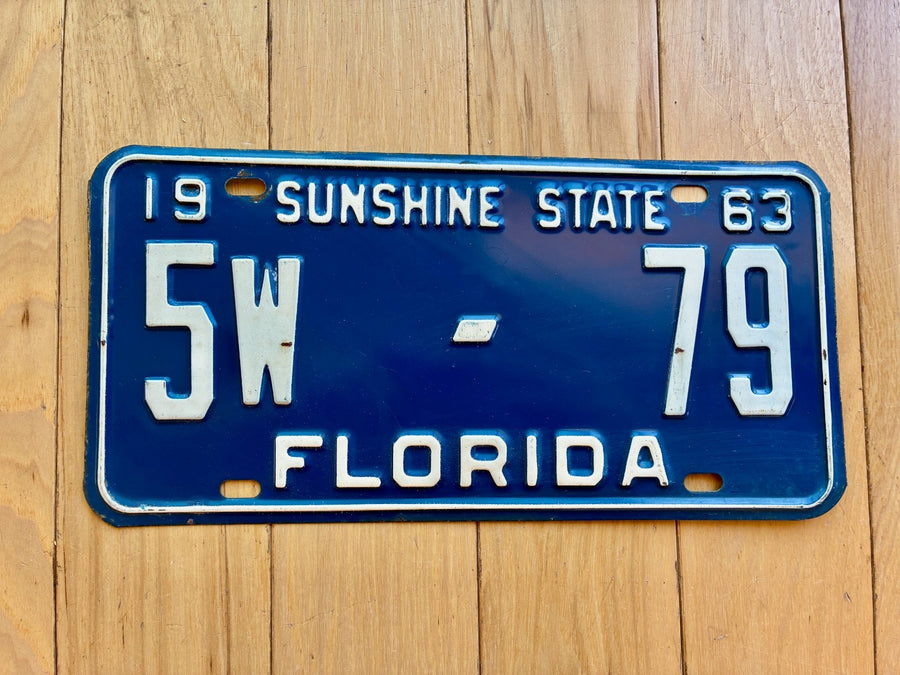 19 SUNSHINE STATE 63
5W - 79
FLORIDA